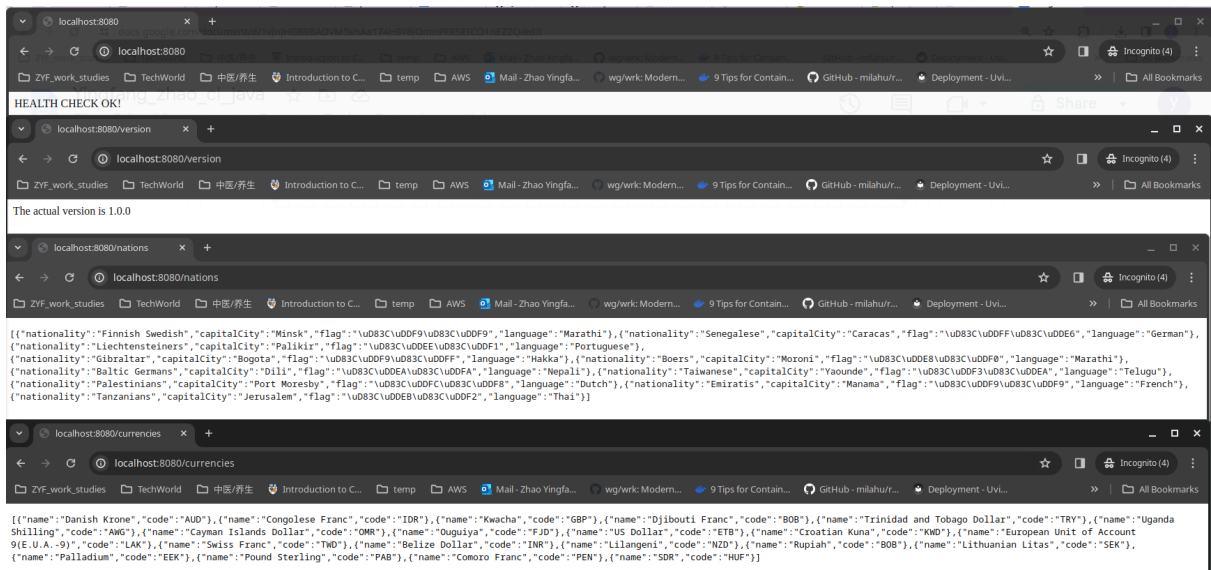 localhost:8080
localhost:8080
Incognito (4)
ZYF_work_studies TechWorld 中医/养生 Introduction to C... temp AWS Mail - Zhao Yingfa... wg/wrk: Modern... 9 Tips for Contain... GitHub - milahu/r... Deployment - Uvi... » All Bookmarks
Yingfang_zhao_ci_java Share
HEALTH CHECK OK!
localhost:8080/version
localhost:8080/version
Incognito (4)
ZYF_work_studies TechWorld 中医/养生 Introduction to C... temp AWS Mail - Zhao Yingfa... wg/wrk: Modern... 9 Tips for Contain... GitHub - milahu/r... Deployment - Uvi... » All Bookmarks
The actual version is 1.0.0
localhost:8080/nations
localhost:8080/nations
Incognito (4)
ZYF_work_studies TechWorld 中医/养生 Introduction to C... temp AWS Mail - Zhao Yingfa... wg/wrk: Modern... 9 Tips for Contain... GitHub - milahu/r... Deployment - Uvi... » All Bookmarks
[{"nationality":"Finnish Swedish","capitalCity":"Minsk","flag":"\uD83C\uDDF9\uD83C\uDDF9","language":"Marathi"},{"nationality":"Senegalese","capitalCity":"Caracas","flag":"\uD83C\uDDFF\uD83C\uDDE6","language":"German"},
{"nationality":"Liechtensteiners","capitalCity":"Palikir","flag":"\uD83C\uDDEE\uD83C\uDDF1","language":"Portuguese"},
{"nationality":"Gibraltar","capitalCity":"Bogota","flag":"\uD83C\uDDF9\uD83C\uDDFF","language":"Hakka"},{"nationality":"Boers","capitalCity":"Moroni","flag":"\uD83C\uDDE8\uD83C\uDDF0","language":"Marathi"},
{"nationality":"Baltic Germans","capitalCity":"Dili","flag":"\uD83C\uDDEA\uD83C\uDDFA","language":"Nepali"},{"nationality":"Taiwanese","capitalCity":"Yaounde","flag":"\uD83C\uDDF3\uD83C\uDDEA","language":"Telugu"},
{"nationality":"Palestinians","capitalCity":"Port Moresby","flag":"\uD83C\uDDFC\uD83C\uDDF8","language":"Dutch"},{"nationality":"Emiratis","capitalCity":"Manama","flag":"\uD83C\uDDF9\uD83C\uDDF9","language":"French"},
{"nationality":"Tanzanians","capitalCity":"Jerusalem","flag":"\uD83C\uDDEB\uD83C\uDDF2","language":"Thai"}]
localhost:8080/currencies
localhost:8080/currencies
Incognito (4)
ZYF_work_studies TechWorld 中医/养生 Introduction to C... temp AWS Mail - Zhao Yingfa... wg/wrk: Modern... 9 Tips for Contain... GitHub - milahu/r... Deployment - Uvi... » All Bookmarks
[{"name":"Danish Krone","code":"AUD"},{"name":"Congolese Franc","code":"IDR"},{"name":"Kwacha","code":"GBP"},{"name":"Djibouti Franc","code":"BOB"},{"name":"Trinidad and Tobago Dollar","code":"TRY"},{"name":"Uganda
Shilling","code":"AWG"},{"name":"Cayman Islands Dollar","code":"OMR"},{"name":"Ouguiya","code":"FJD"},{"name":"US Dollar","code":"ETB"},{"name":"Croatian Kuna","code":"KWD"},{"name":"European Unit of Account
9(E.U.A.-9)","code":"LAK"},{"name":"Swiss Franc","code":"TWD"},{"name":"Belize Dollar","code":"INR"},{"name":"Lilangeni","code":"NZD"},{"name":"Rupiah","code":"BOB"},{"name":"Lithuanian Litas","code":"SEK"},
{"name":"Palladium","code":"EEK"},{"name":"Pound Sterling","code":"PAB"},{"name":"Comoro Franc","code":"PEN"},{"name":"SDR","code":"HUF"}]